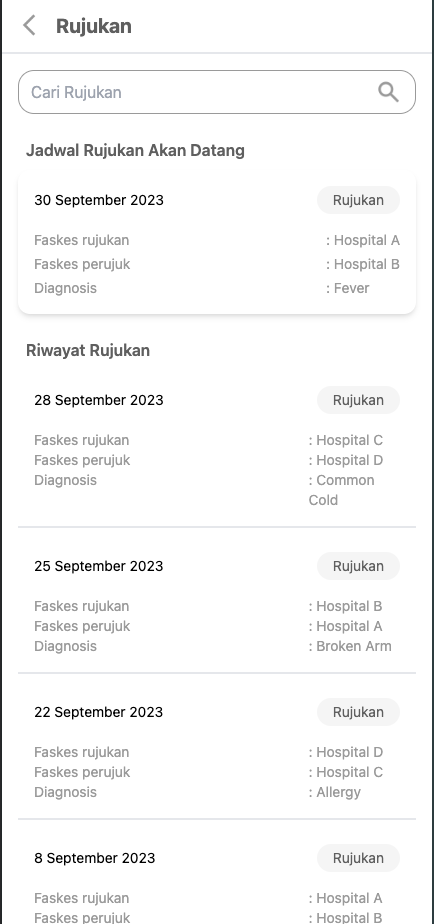 Rujukan
Cari Rujukan
Jadwal Rujukan Akan Datang
30 September 2023 Rujukan
Faskes rujukan : Hospital A
Faskes perujuk : Hospital B
Diagnosis : Fever
Riwayat Rujukan
28 September 2023 Rujukan
Faskes rujukan : Hospital C
Faskes perujuk : Hospital D
Diagnosis : Common
Cold
25 September 2023 Rujukan
Faskes rujukan : Hospital B
Faskes perujuk : Hospital A
Diagnosis : Broken Arm
22 September 2023 Rujukan
Faskes rujukan : Hospital D
Faskes perujuk : Hospital C
Diagnosis : Allergy
8 September 2023 Rujukan
Faskes rujukan : Hospital A
Faskes perujuk : Hospital B